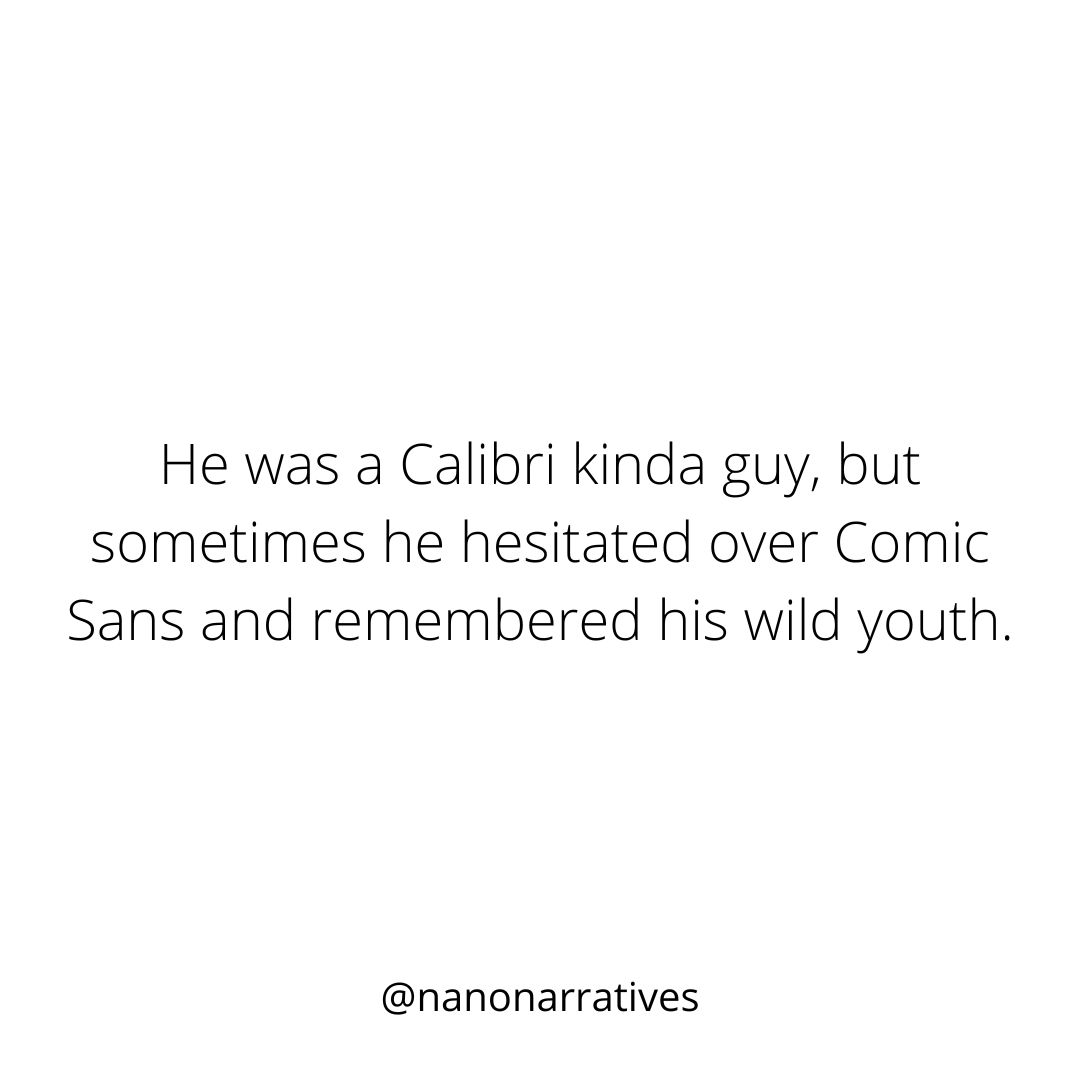 He was a Calibri kinda guy, but
sometimes he hesitated over Comic
Sans and remembered his wild youth.
@nanonarratives